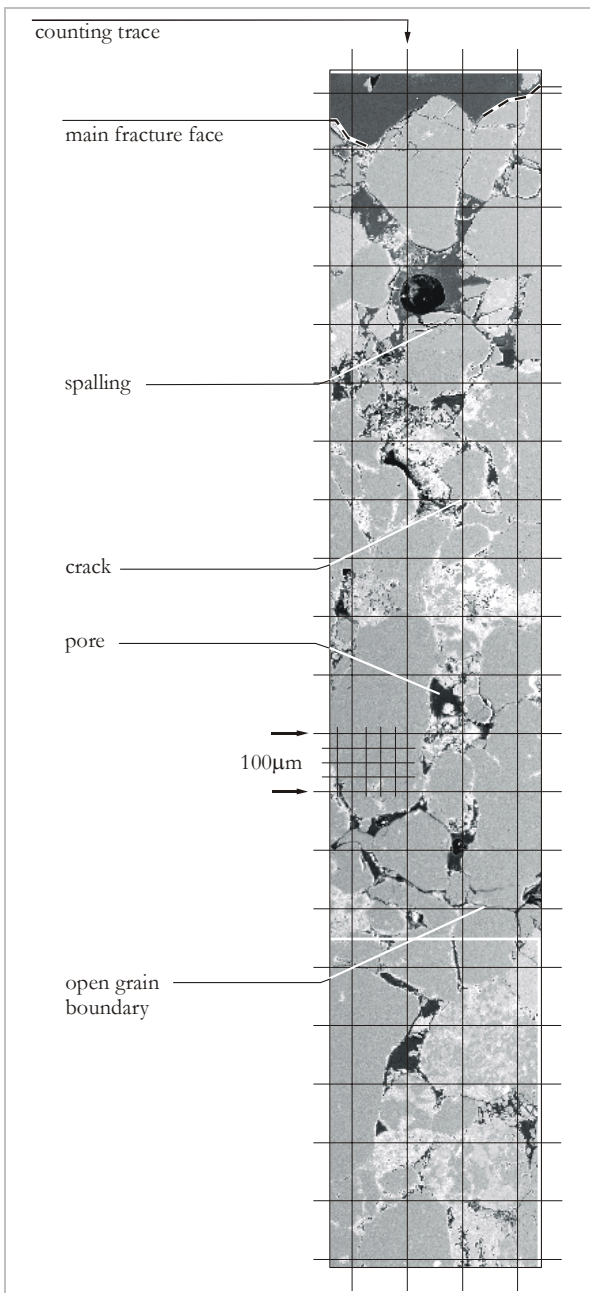 counting trace
main fracture face
spalling
crack
pore
100μm
open grain
boundary